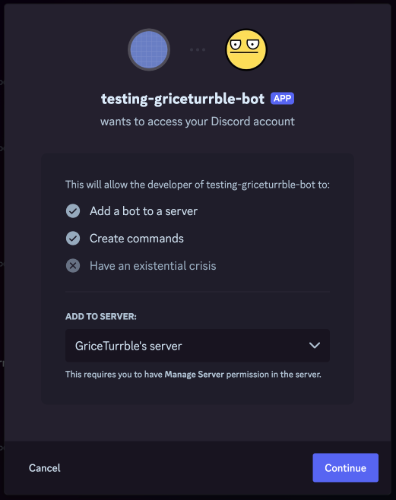 testing-griceturrble-bot APP
wants to access your Discord account
This will allow the developer of testing-griceturrble-bot to:
Add a bot to a server
Create commands
Have an existential crisis
ADD TO SERVER:
GriceTurrble's server
This requires you to have Manage Server permission in the server.
Cancel
Continue